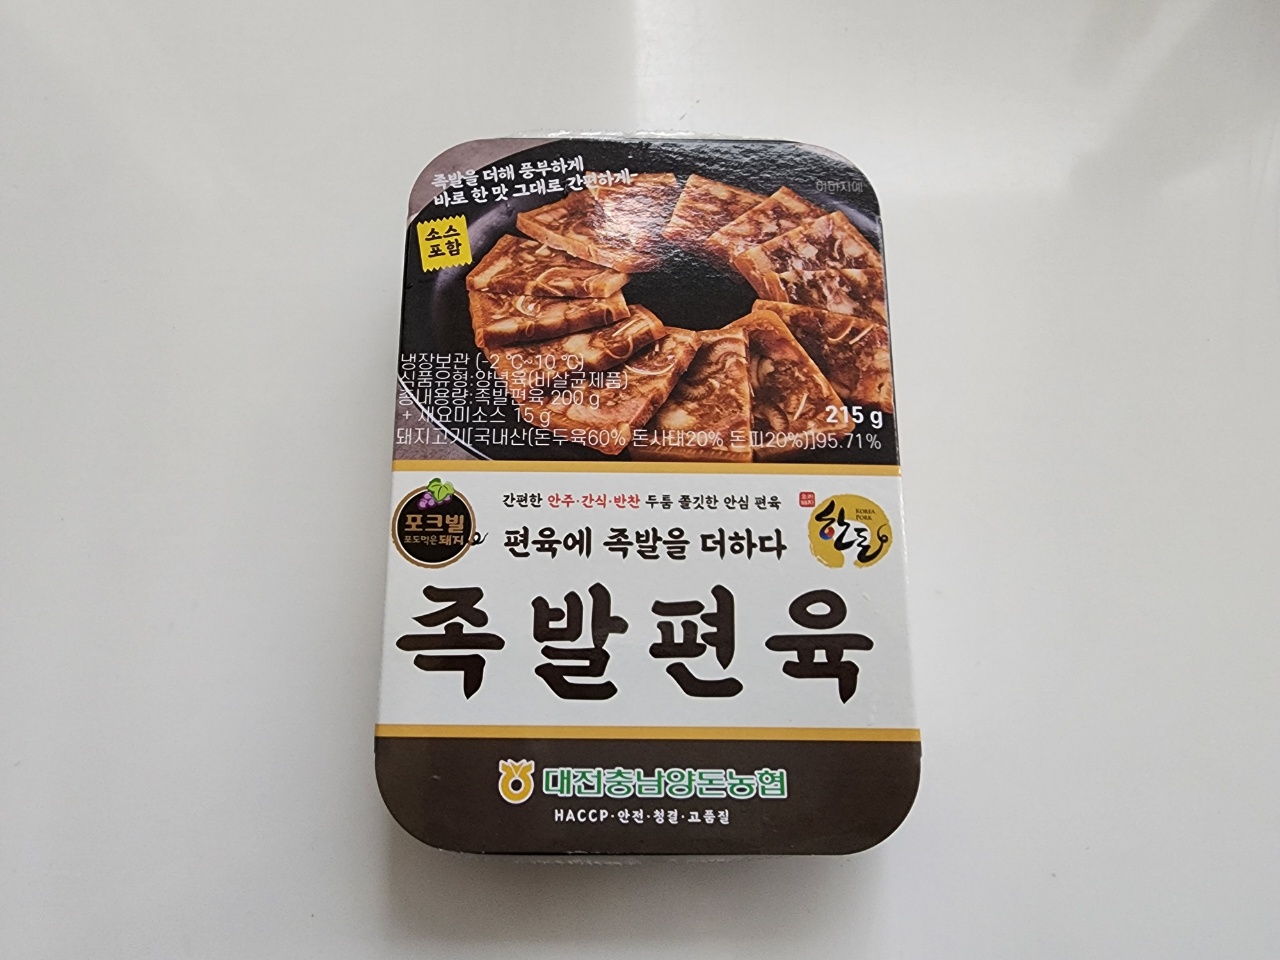 족발을 더해 풍부하게
바로 한 맛 그대로 간편하게~
이미지예
소스
포함
냉장보관 (-2 ℃~10 ℃)
식품유형:양념육(비살균제품)
총내용량:족발편육 200 g
+ 새요미소스 15 g
215 g
돼지고기[국내산(돈두육60% 돈사태20% 돈피20%)]95.71%
포크빌
포도먹은돼지
간편한 안주·간식·반찬 두툼 쫄깃한 안심 편육
편육에 족발을 더하다
KOREA
PORK
한돈
족발편육
대전충남양돈농협
HACCP·안전·청결·고품질